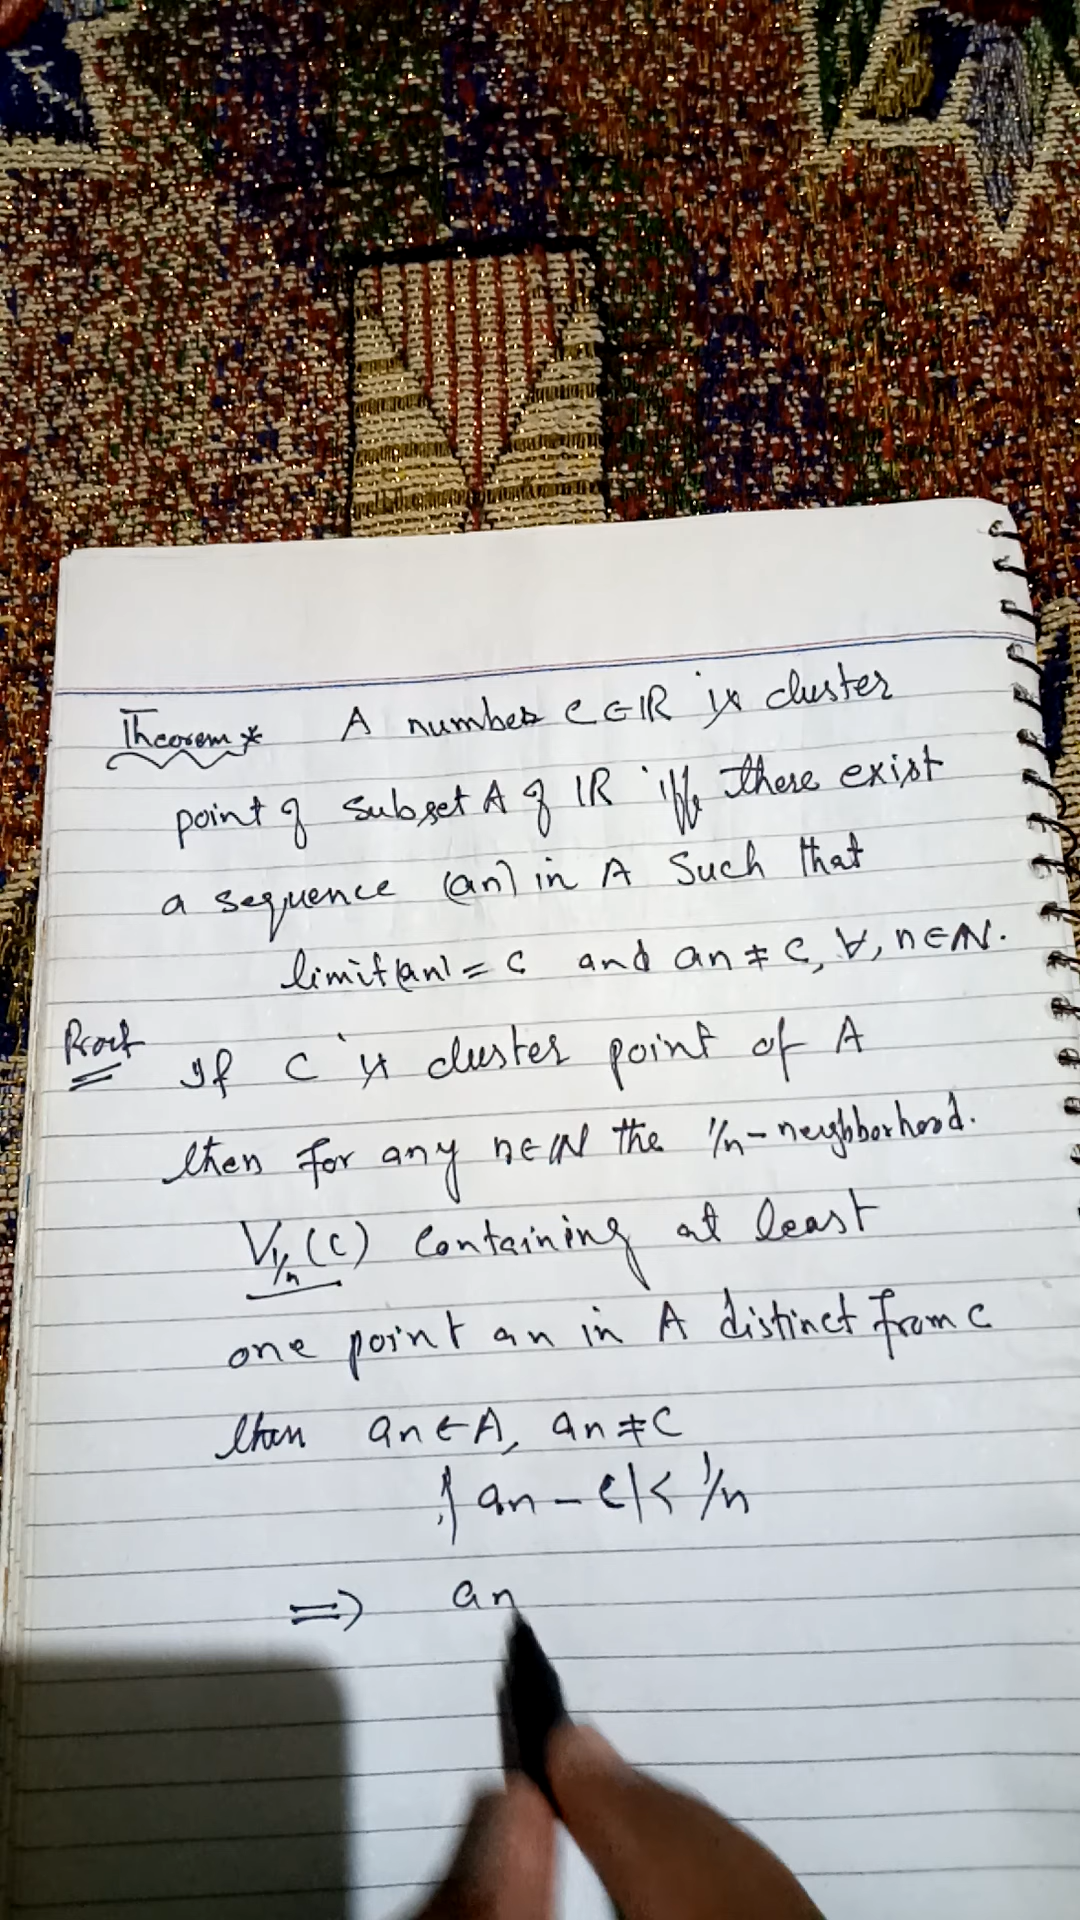 Theorem * A number C ∈ IR is cluster
point of subset A of IR iff there exist
a sequence (an) in A Such that
limit(an) = C and an ≠ C, ∀, n ∈ IN.
Proof If C is cluster point of A
then for any n ∈ IN the 1/n - neighborhood.
V1/n (C) Containing at least
one point an in A distinct from C
then an ∈ A, an ≠ C
, | an - C | < 1/n
⇒ an